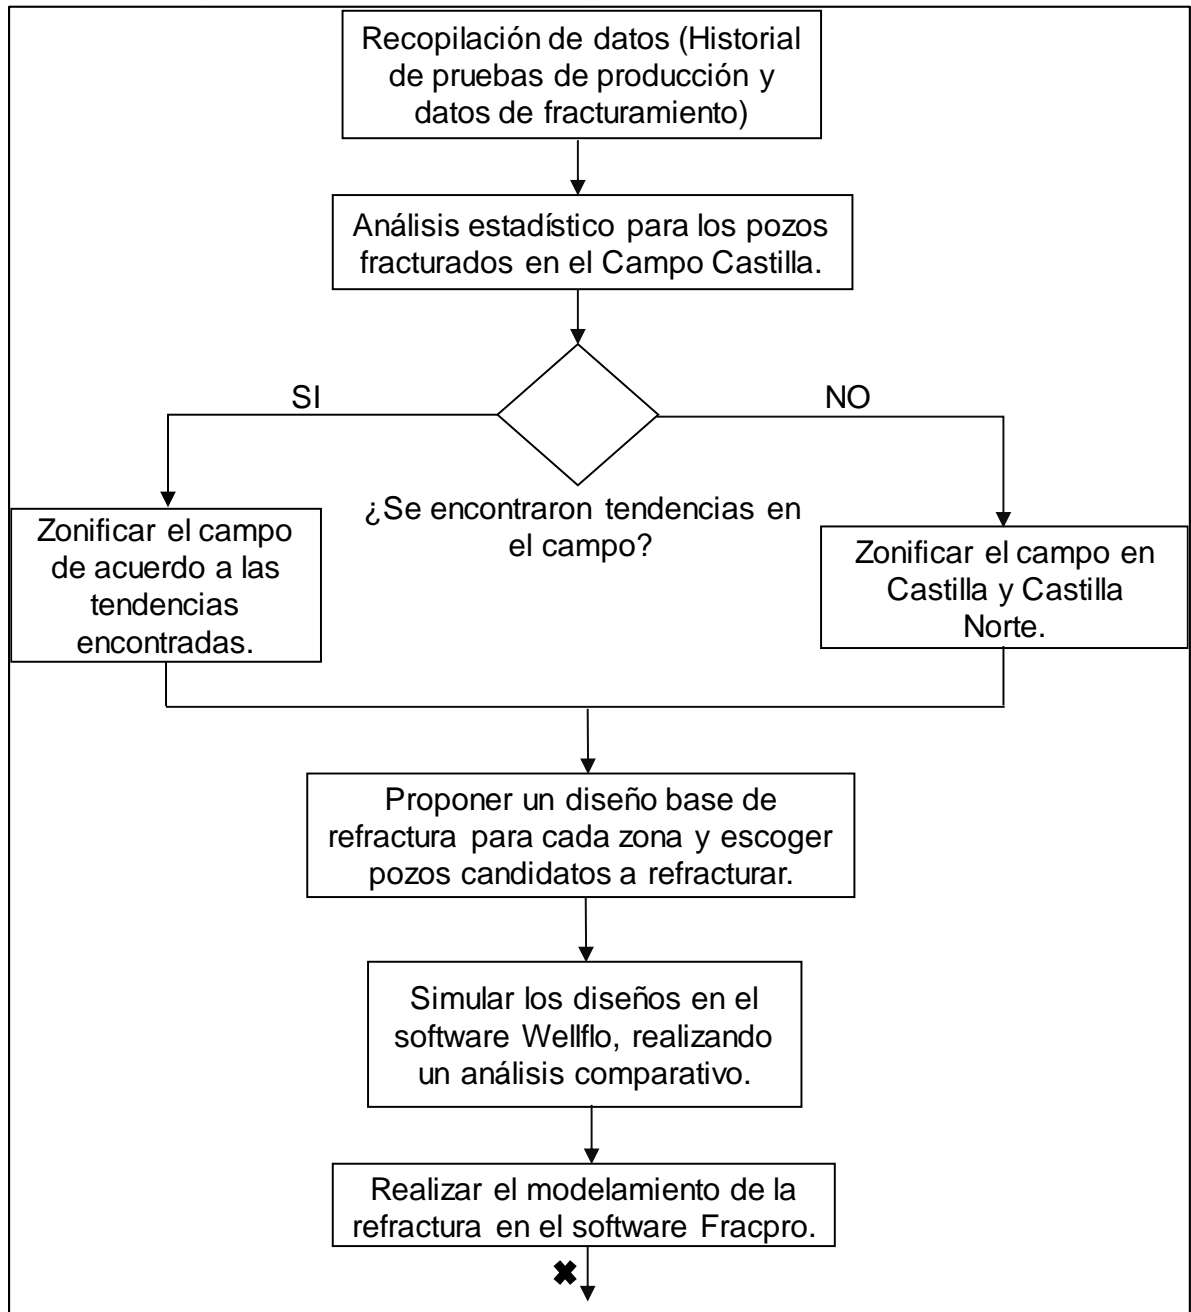 Recopilación de datos (Historial
de pruebas de producción y
datos de fracturamiento)
Análisis estadístico para los pozos
fracturados en el Campo Castilla.
SI
NO
¿Se encontraron tendencias en
el campo?
Zonificar el campo
de acuerdo a las
tendencias
encontradas.
Zonificar el campo en
Castilla y Castilla
Norte.
Proponer un diseño base de
refractura para cada zona y escoger
pozos candidatos a refracturar.
Simular los diseños en el
software Wellflo, realizando
un análisis comparativo.
Realizar el modelamiento de la
refractura en el software Fracpro.